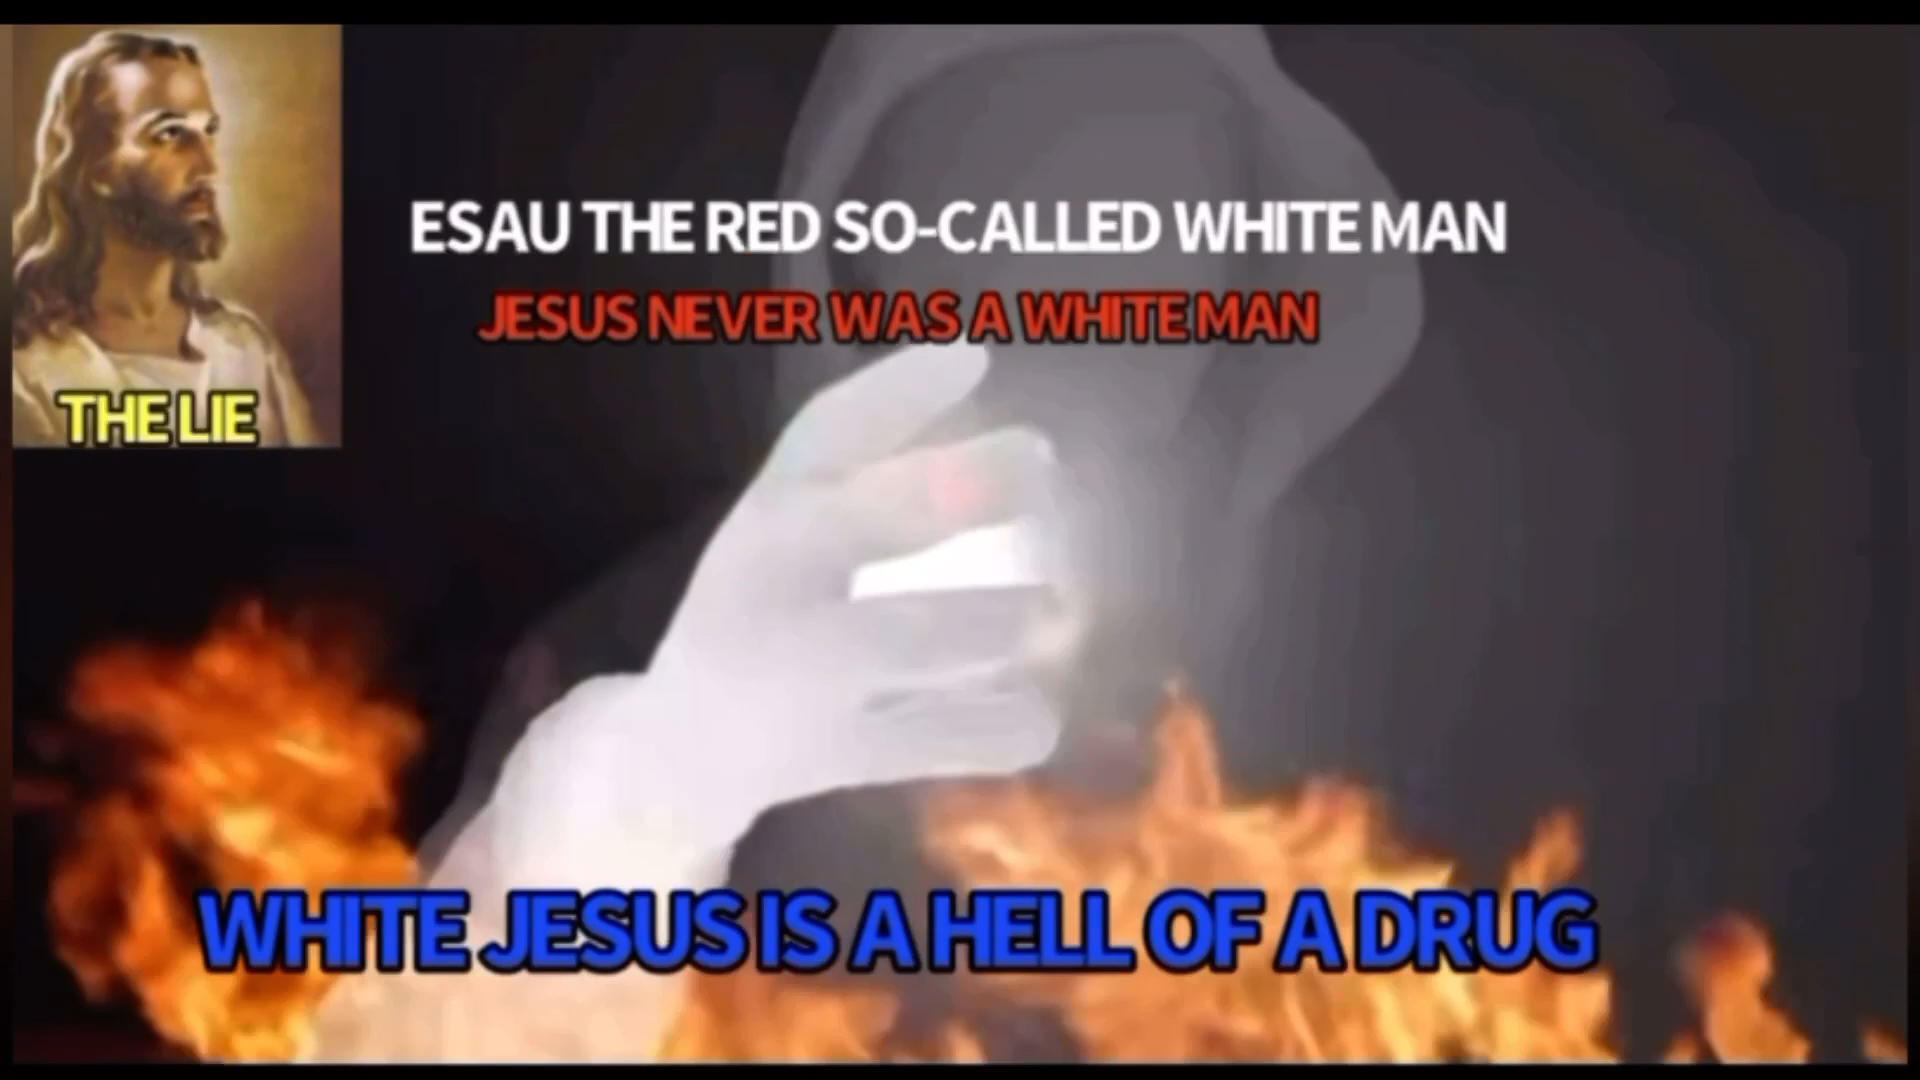 ESAU THE RED SO-CALLED WHITE MAN
JESUS NEVER WAS A WHITE MAN
THE LIE
WHITE JESUS IS A HELL OF A DRUG